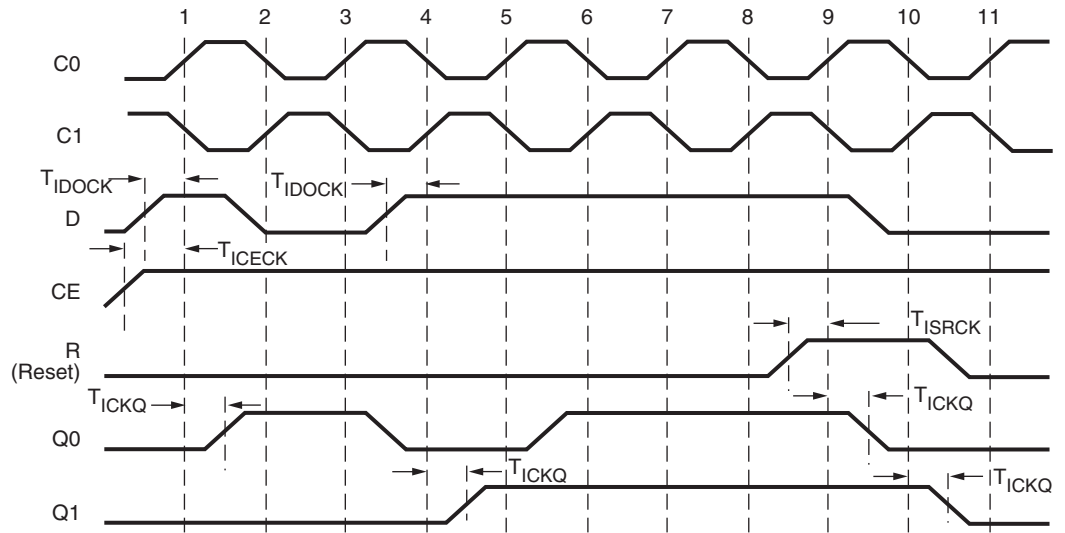 1 2 3 4 5 6 7 8 9 10 11
C0
C1
TIDOCK TIDOCK
D
TICECK
CE
TISRCK
R
(Reset)
TICKQ TICKQ
Q0
TICKQ TICKQ
Q1